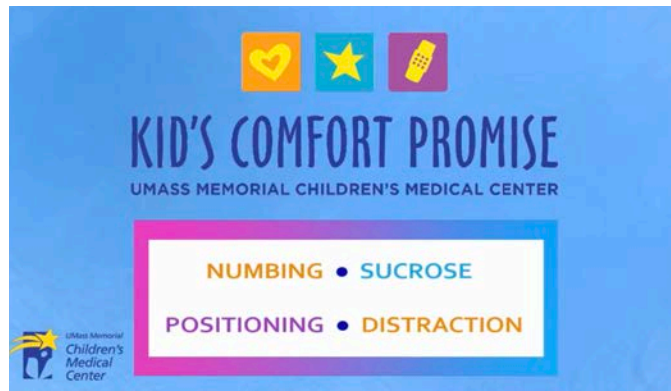 KID'S COMFORT PROMISE
UMASS MEMORIAL CHILDREN'S MEDICAL CENTER
NUMBING • SUCROSE
POSITIONING • DISTRACTION
UMass Memorial
Children's
Medical
Center